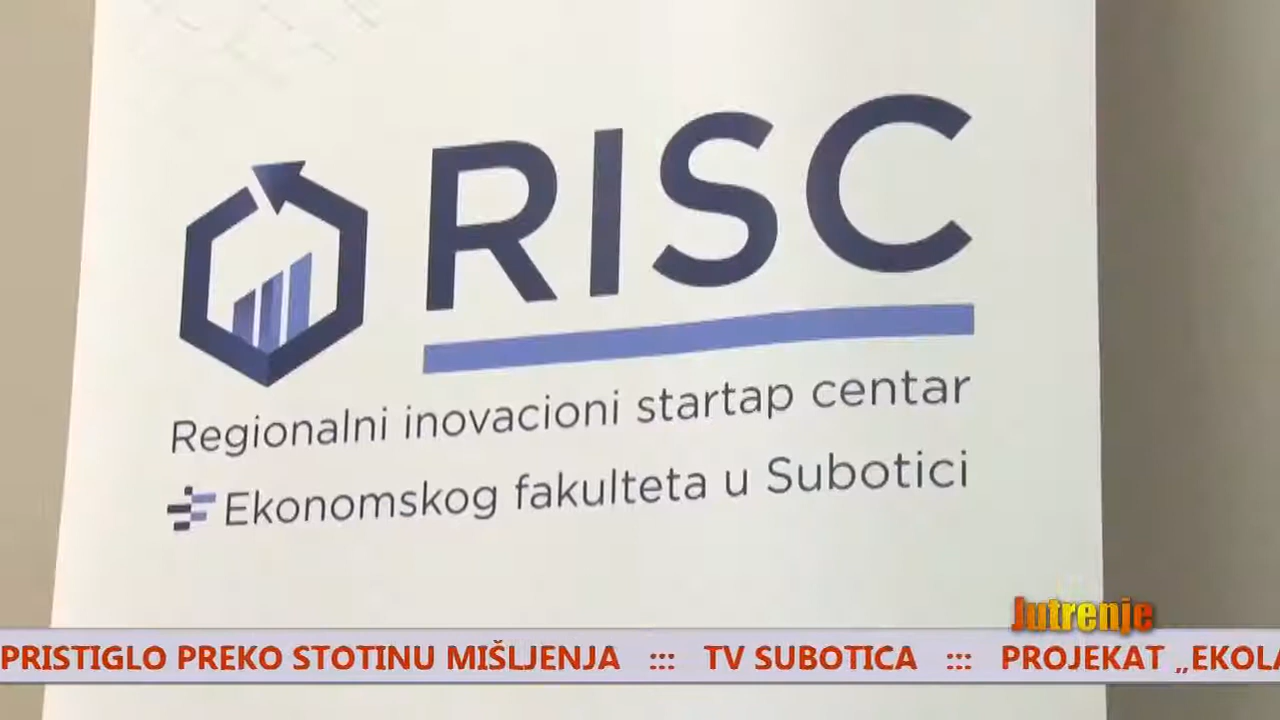 RISC
Regionalni inovacioni startap centar
Ekonomskog fakulteta u Subotici
Jutrenje
PRISTIGLO PREKO STOTINU MIŠLJENJA ::: TV SUBOTICA ::: PROJEKAT „EKOLA